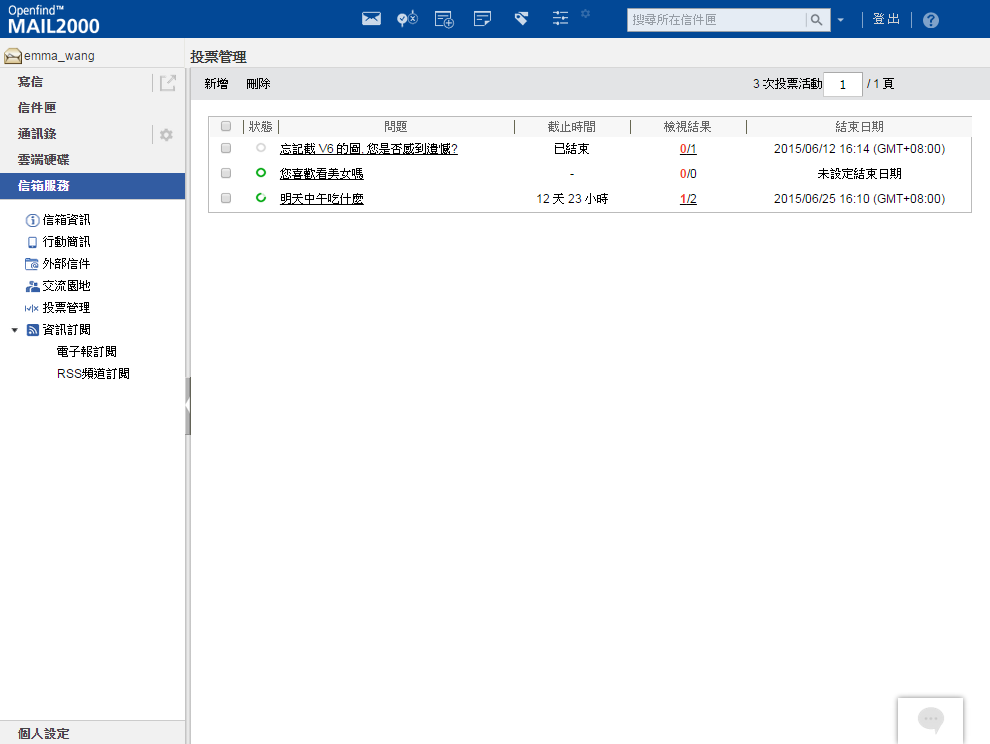 Openfind™
MAIL2000
搜尋所在信件匣
登出
emma_wang
寫信
信件匣
通訊錄
雲端硬碟
信箱服務
信箱資訊
行動簡訊
外部信件
交流園地
投票管理
資訊訂閱
電子報訂閱
RSS頻道訂閱
個人設定
投票管理
新增 刪除 3 次投票活動 1 / 1 頁
狀態 問題 截止時間 檢視結果 結束日期
忘記截 V6 的圖, 您是否感到遺憾? 已結束 0/1 2015/06/12 16:14 (GMT+08:00)
您喜歡看美女嗎 - 0/0 未設定結束日期
明天中午吃什麼 12 天 23 小時 1/2 2015/06/25 16:10 (GMT+08:00)